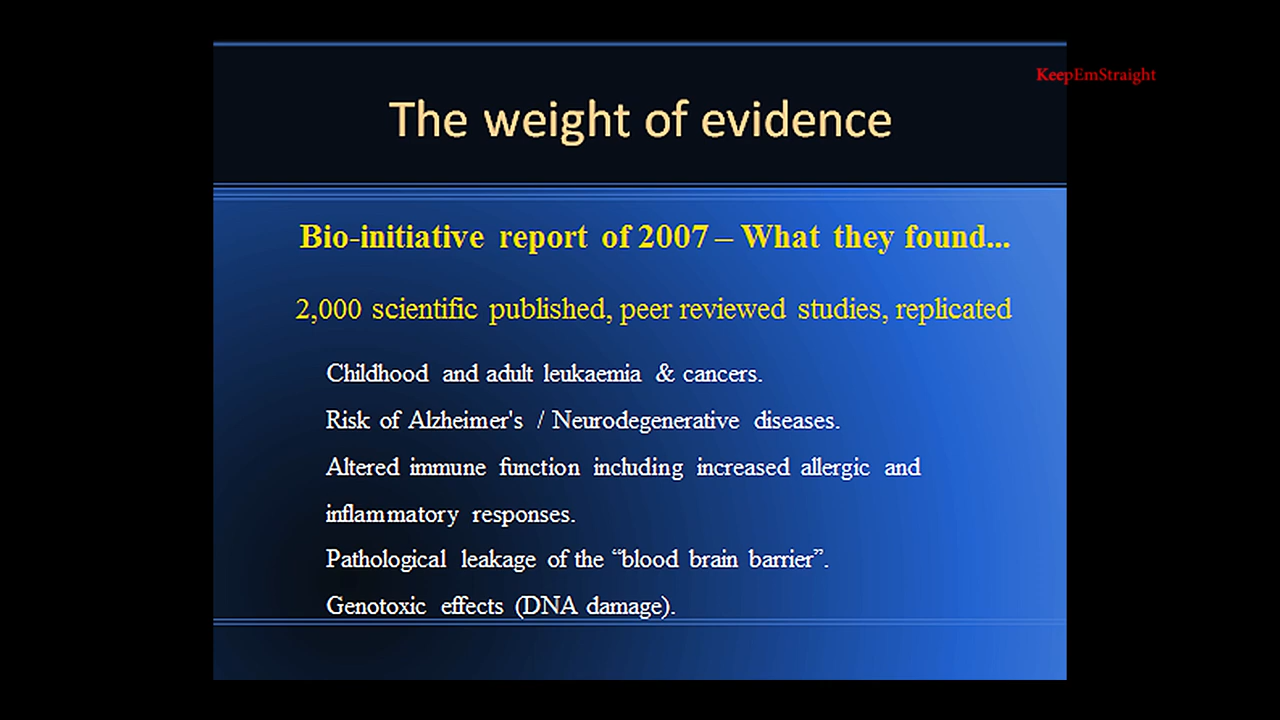 KeepEmStraight
The weight of evidence
Bio-initiative report of 2007 – What they found...
2,000 scientific published, peer reviewed studies, replicated
Childhood and adult leukaemia & cancers.
Risk of Alzheimer's / Neurodegenerative diseases.
Altered immune function including increased allergic and
inflammatory responses.
Pathological leakage of the “blood brain barrier”.
Genotoxic effects (DNA damage).